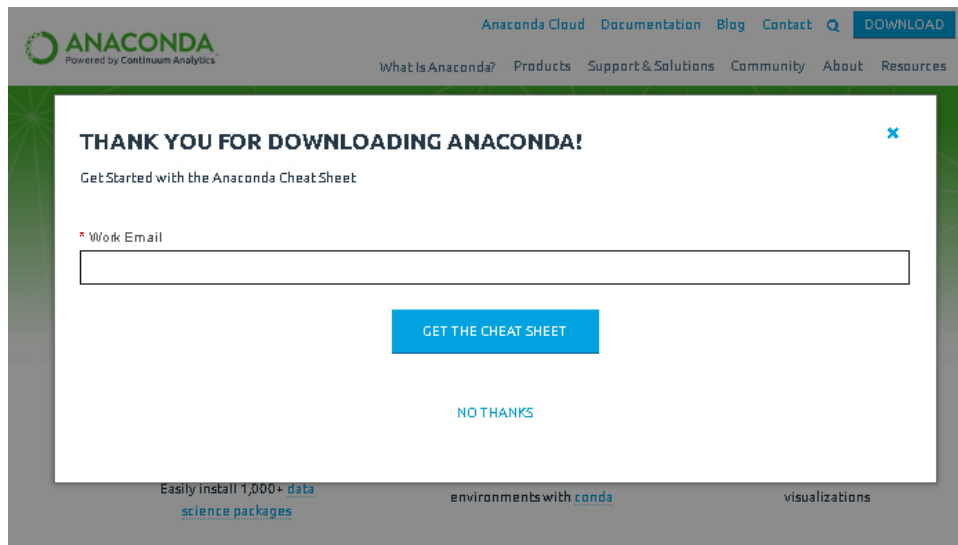 Anaconda Cloud Documentation Blog Contact DOWNLOAD
ANACONDA
Powered by Continuum Analytics
What Is Anaconda? Products Support & Solutions Community About Resources
THANK YOU FOR DOWNLOADING ANACONDA!
Get Started with the Anaconda Cheat Sheet
* Work Email
GET THE CHEAT SHEET
NO THANKS
Easily install 1,000+ data
science packages
environments with conda
visualizations